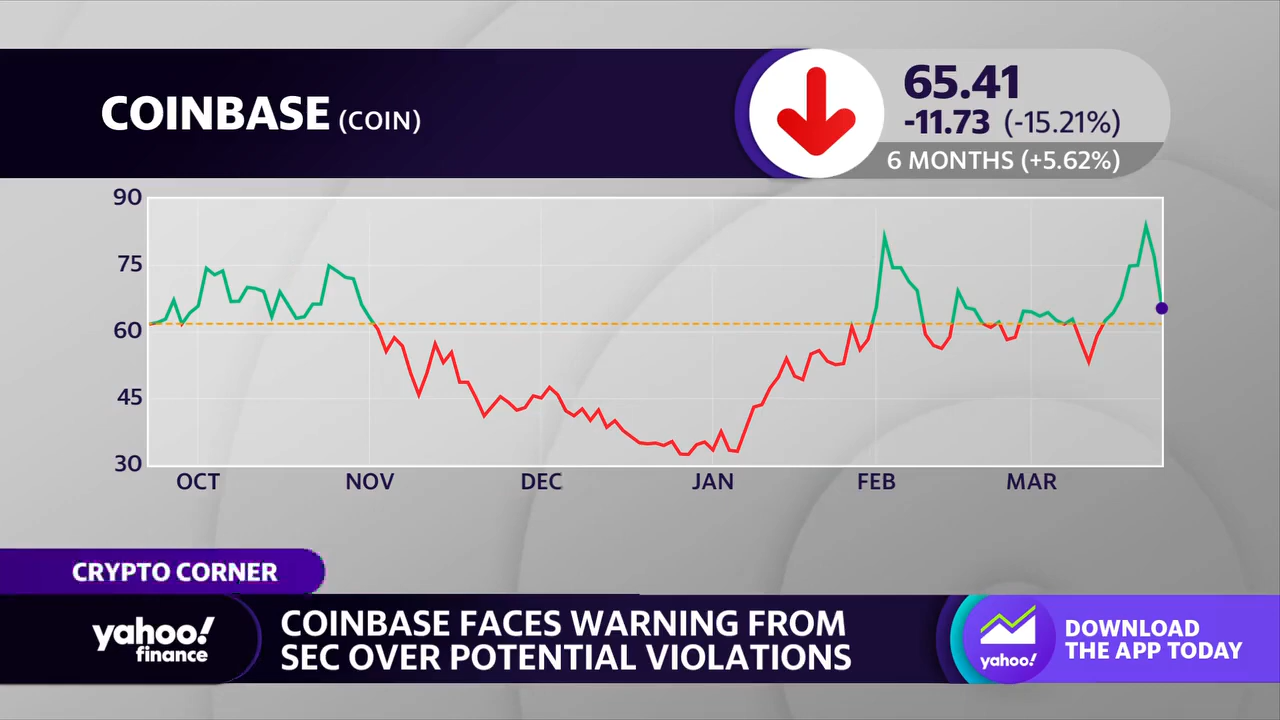 COINBASE (COIN)
65.41
-11.73 (-15.21%)
6 MONTHS (+5.62%)
90
75
60
45
30
OCT NOV DEC JAN FEB MAR
CRYPTO CORNER
yahoo!
finance
COINBASE FACES WARNING FROM
SEC OVER POTENTIAL VIOLATIONS
yahoo!
DOWNLOAD
THE APP TODAY